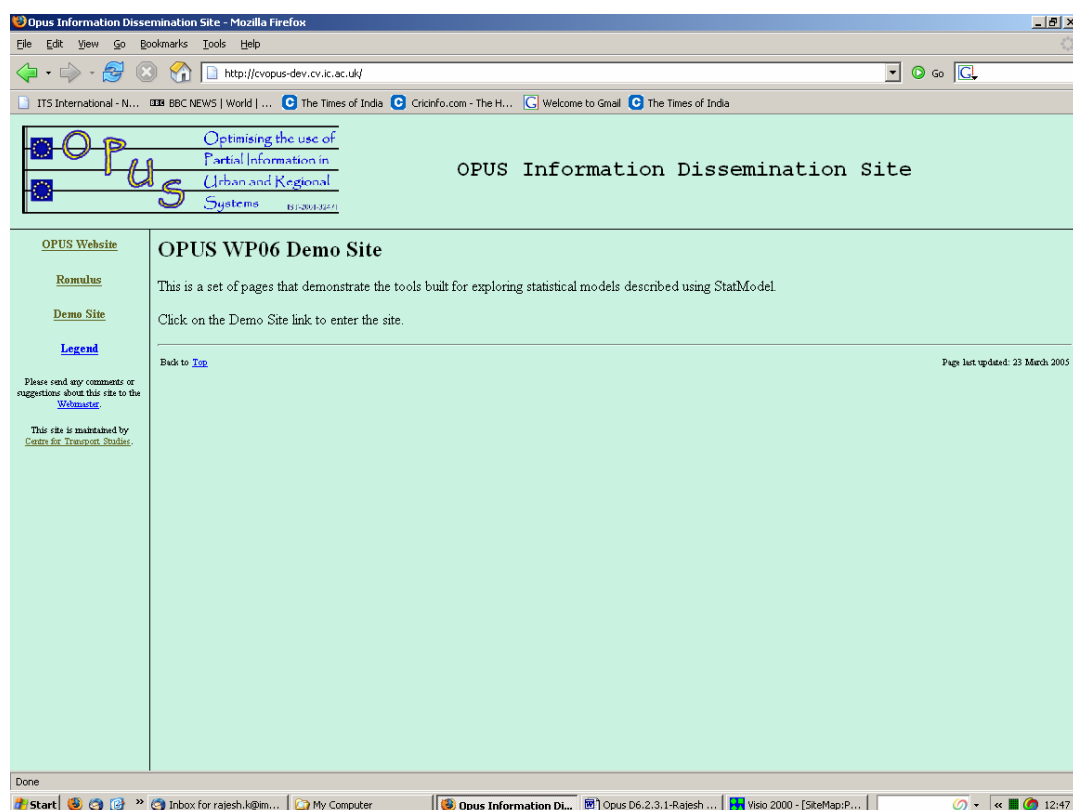 Opus Information Dissemination Site - Mozilla Firefox
File Edit View Go Bookmarks Tools Help
http://cvopus-dev.cv.ic.ac.uk/
Go
ITS International - N... BBC NEWS | World | ... The Times of India Cricinfo.com - The H... Welcome to Gmail The Times of India
OPUS
Optimising the use of
Partial Information in
Urban and Regional
Systems
OPUS Information Dissemination Site
OPUS Website
Romulus
Demo Site
Legend
Please send any comments or
suggestions about this site to the
Webmaster.
This site is maintained by
Centre for Transport Studies.
OPUS WP06 Demo Site
This is a set of pages that demonstrate the tools built for exploring statistical models described using StatModel.
Click on the Demo Site link to enter the site.
Back to Top
Page last updated: 23 March 2005
Done
Start Inbox for rajesh.k@im... My Computer Opus Information Di... Opus D6.2.3.1-Rajesh ... Visio 2000 - [SiteMap:P... 12:47